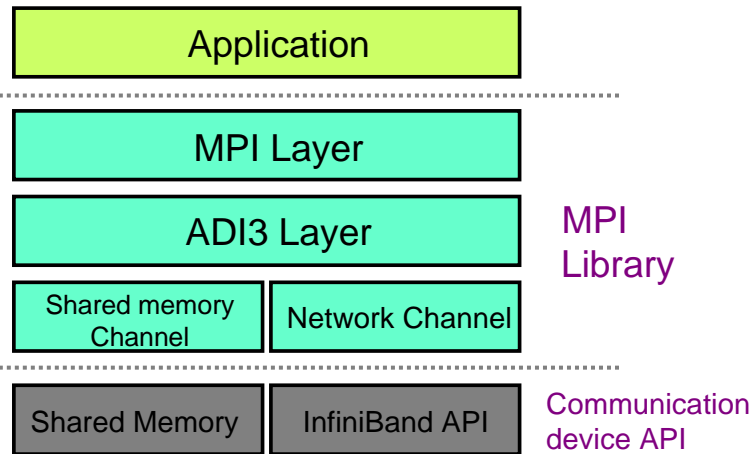 Application
MPI Layer
ADI3 Layer
MPI
Library
Shared memory
Channel
Network Channel
Shared Memory
InfiniBand API
Communication
device API